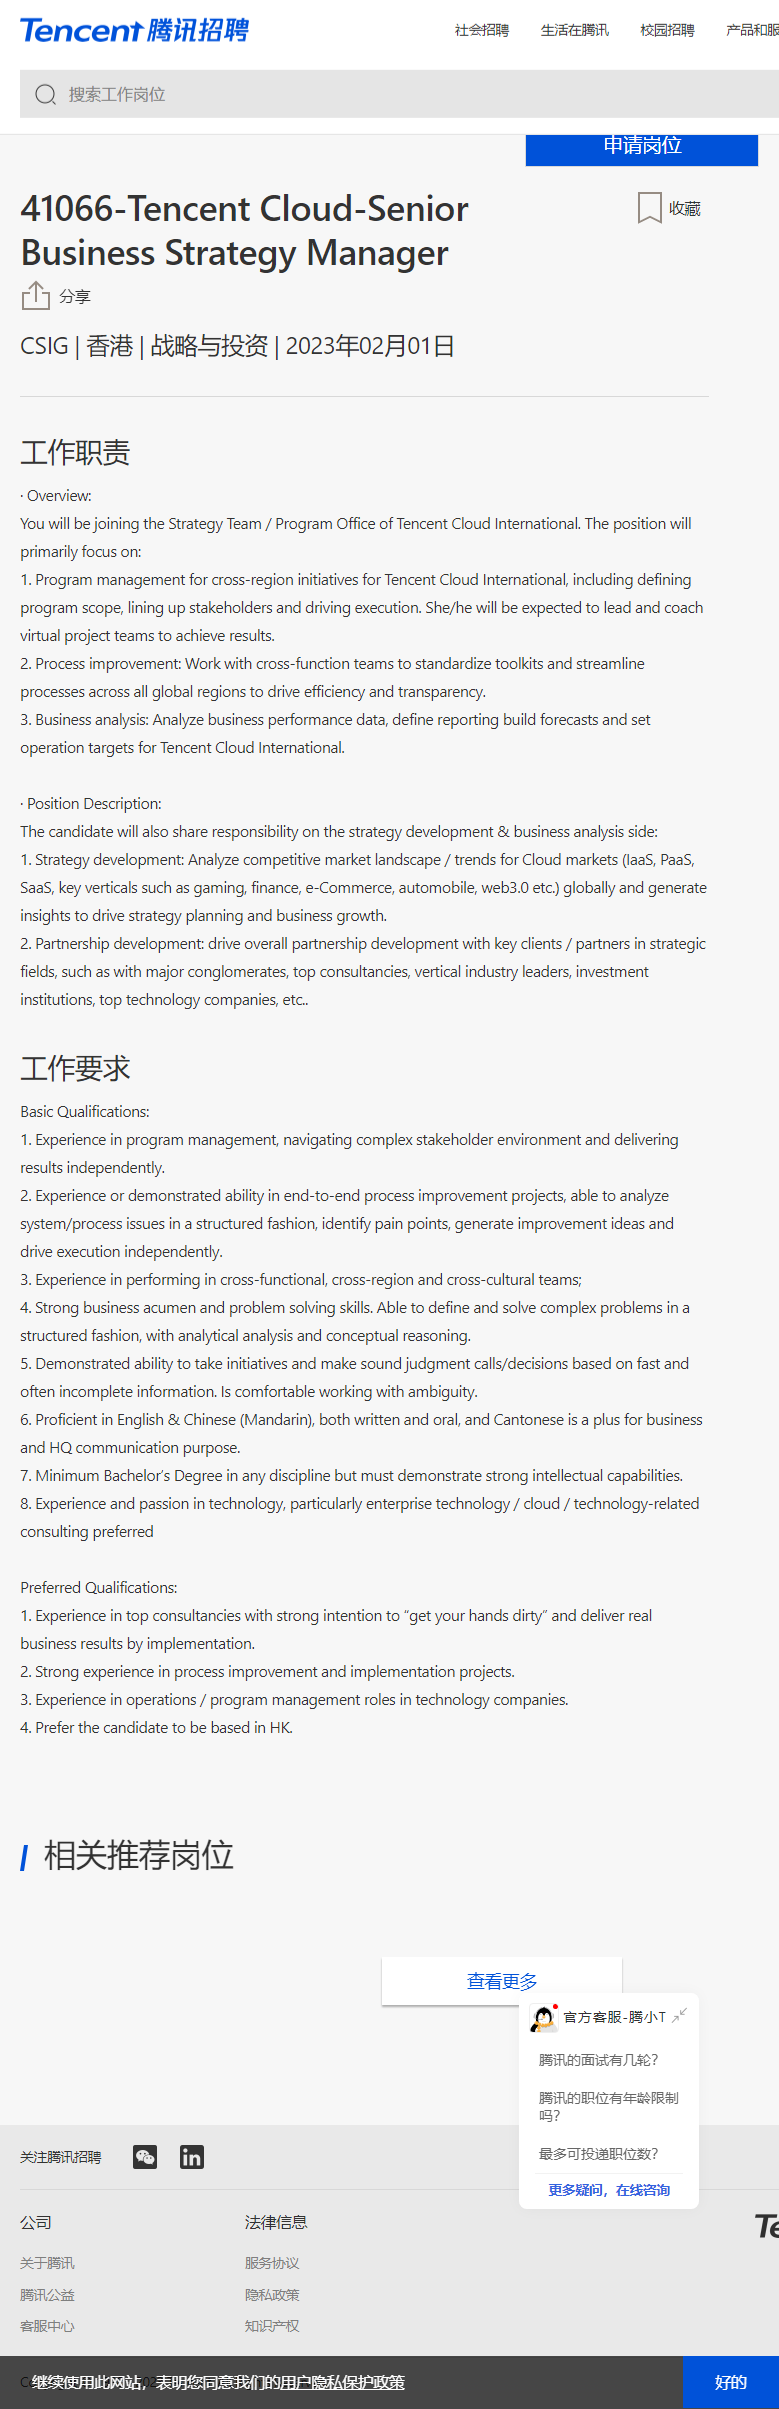 Tencent 腾讯招聘
社会招聘 生活在腾讯 校园招聘 产品和服
搜索工作岗位
申请岗位
41066-Tencent Cloud-Senior
Business Strategy Manager
收藏
分享
CSIG | 香港 | 战略与投资 | 2023年02月01日
工作职责
· Overview:
You will be joining the Strategy Team / Program Office of Tencent Cloud International. The position will
primarily focus on:
1. Program management for cross-region initiatives for Tencent Cloud International, including defining
program scope, lining up stakeholders and driving execution. She/he will be expected to lead and coach
virtual project teams to achieve results.
2. Process improvement: Work with cross-function teams to standardize toolkits and streamline
processes across all global regions to drive efficiency and transparency.
3. Business analysis: Analyze business performance data, define reporting build forecasts and set
operation targets for Tencent Cloud International.
· Position Description:
The candidate will also share responsibility on the strategy development & business analysis side:
1. Strategy development: Analyze competitive market landscape / trends for Cloud markets (IaaS, PaaS,
SaaS, key verticals such as gaming, finance, e-Commerce, automobile, web3.0 etc.) globally and generate
insights to drive strategy planning and business growth.
2. Partnership development: drive overall partnership development with key clients / partners in strategic
fields, such as with major conglomerates, top consultancies, vertical industry leaders, investment
institutions, top technology companies, etc..
工作要求
Basic Qualifications:
1. Experience in program management, navigating complex stakeholder environment and delivering
results independently.
2. Experience or demonstrated ability in end-to-end process improvement projects, able to analyze
system/process issues in a structured fashion, identify pain points, generate improvement ideas and
drive execution independently.
3. Experience in performing in cross-functional, cross-region and cross-cultural teams;
4. Strong business acumen and problem solving skills. Able to define and solve complex problems in a
structured fashion, with analytical analysis and conceptual reasoning.
5. Demonstrated ability to take initiatives and make sound judgment calls/decisions based on fast and
often incomplete information. Is comfortable working with ambiguity.
6. Proficient in English & Chinese (Mandarin), both written and oral, and Cantonese is a plus for business
and HQ communication purpose.
7. Minimum Bachelor’s Degree in any discipline but must demonstrate strong intellectual capabilities.
8. Experience and passion in technology, particularly enterprise technology / cloud / technology-related
consulting preferred
Preferred Qualifications:
1. Experience in top consultancies with strong intention to “get your hands dirty” and deliver real
business results by implementation.
2. Strong experience in process improvement and implementation projects.
3. Experience in operations / program management roles in technology companies.
4. Prefer the candidate to be based in HK.
相关推荐岗位
查看更多
官方客服-腾小T
腾讯的面试有几轮?
腾讯的职位有年龄限制
吗?
最多可投递职位数?
更多疑问，在线咨询
关注腾讯招聘
公司 法律信息
Te
关于腾讯 服务协议
腾讯公益 隐私政策
客服中心 知识产权
继续使用此网站，表明您同意我们的用户隐私保护政策
好的